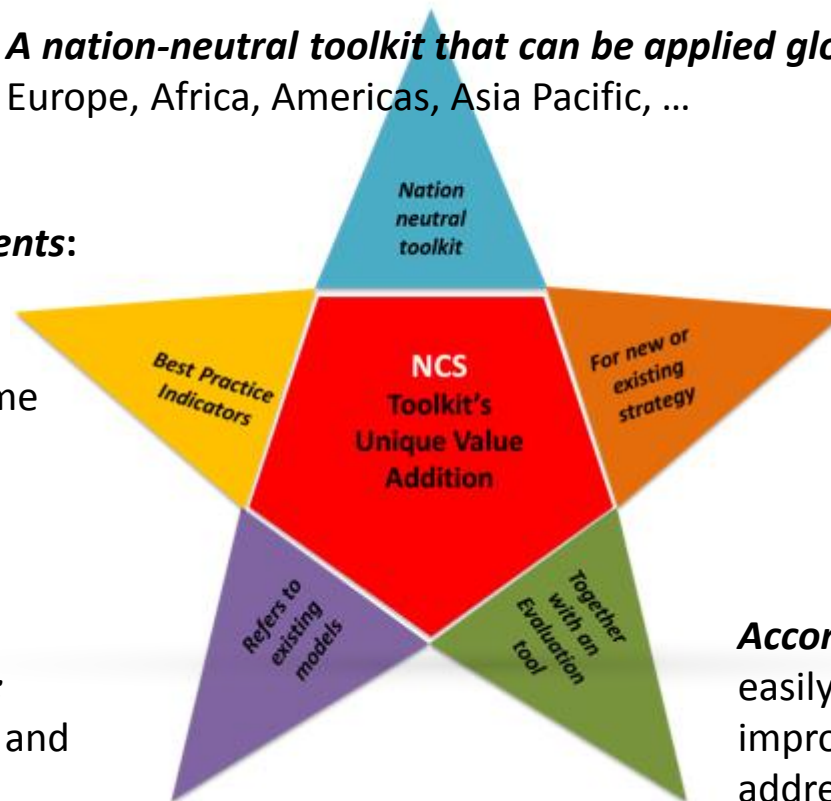 A nation-neutral toolkit that can be applied glo
Europe, Africa, Americas, Asia Pacific, ...
Nation
neutral
toolkit
ents:
me
Best Practice
Indicators
NCS
Toolkit's
Unique Value
Addition
For new or
existing
strategy
Refers to
existing
models
Together
with an
Evaluation
tool
and
Accor
easily
impro
addre